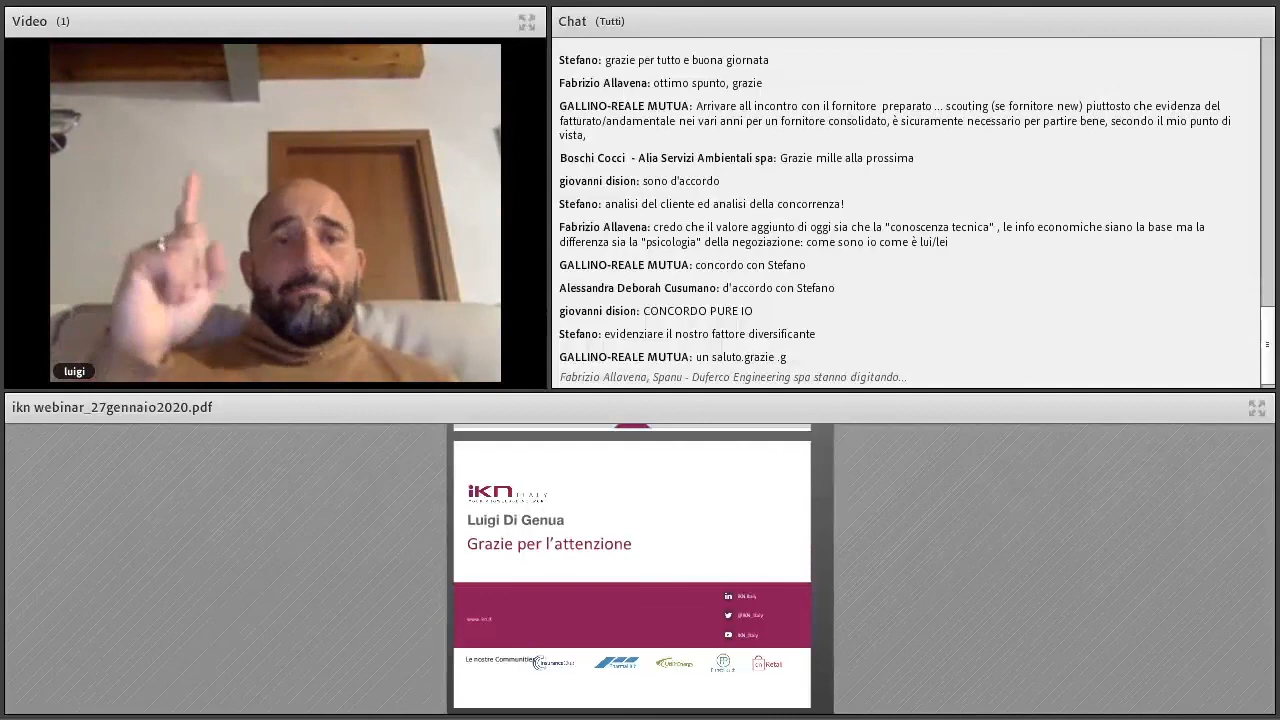 Video (1)
luigi
Chat (Tutti)
Stefano: grazie per tutto e buona giornata
Fabrizio Allavena: ottimo spunto, grazie
GALLINO-REALE MUTUA: Arrivare all incontro con il fornitore preparato ... scouting (se fornitore new) piuttosto che evidenza del
fatturato/andamentale nei vari anni per un fornitore consolidato, è sicuramente necessario per partire bene, secondo il mio punto di
vista,
Boschi Cocci - Alia Servizi Ambientali spa: Grazie mille alla prossima
giovanni dision: sono d'accordo
Stefano: analisi del cliente ed analisi della concorrenza!
Fabrizio Allavena: credo che il valore aggiunto di oggi sia che la "conoscenza tecnica" , le info economiche siano la base ma la
differenza sia la "psicologia" della negoziazione: come sono io come è lui/lei
GALLINO-REALE MUTUA: concordo con Stefano
Alessandra Deborah Cusumano: d'accordo con Stefano
giovanni dision: CONCORDO PURE IO
Stefano: evidenziare il nostro fattore diversificante
GALLINO-REALE MUTUA: un saluto.grazie .g
Fabrizio Allavena, Spanu - Duferco Engineering spa stanno digitando...
ikn webinar_27gennaio2020.pdf
iKN ITALY
Luigi Di Genua
Grazie per l'attenzione
IKN Italy
@IKN_Italy
IKN_Italy
Le nostre Communities
Retail